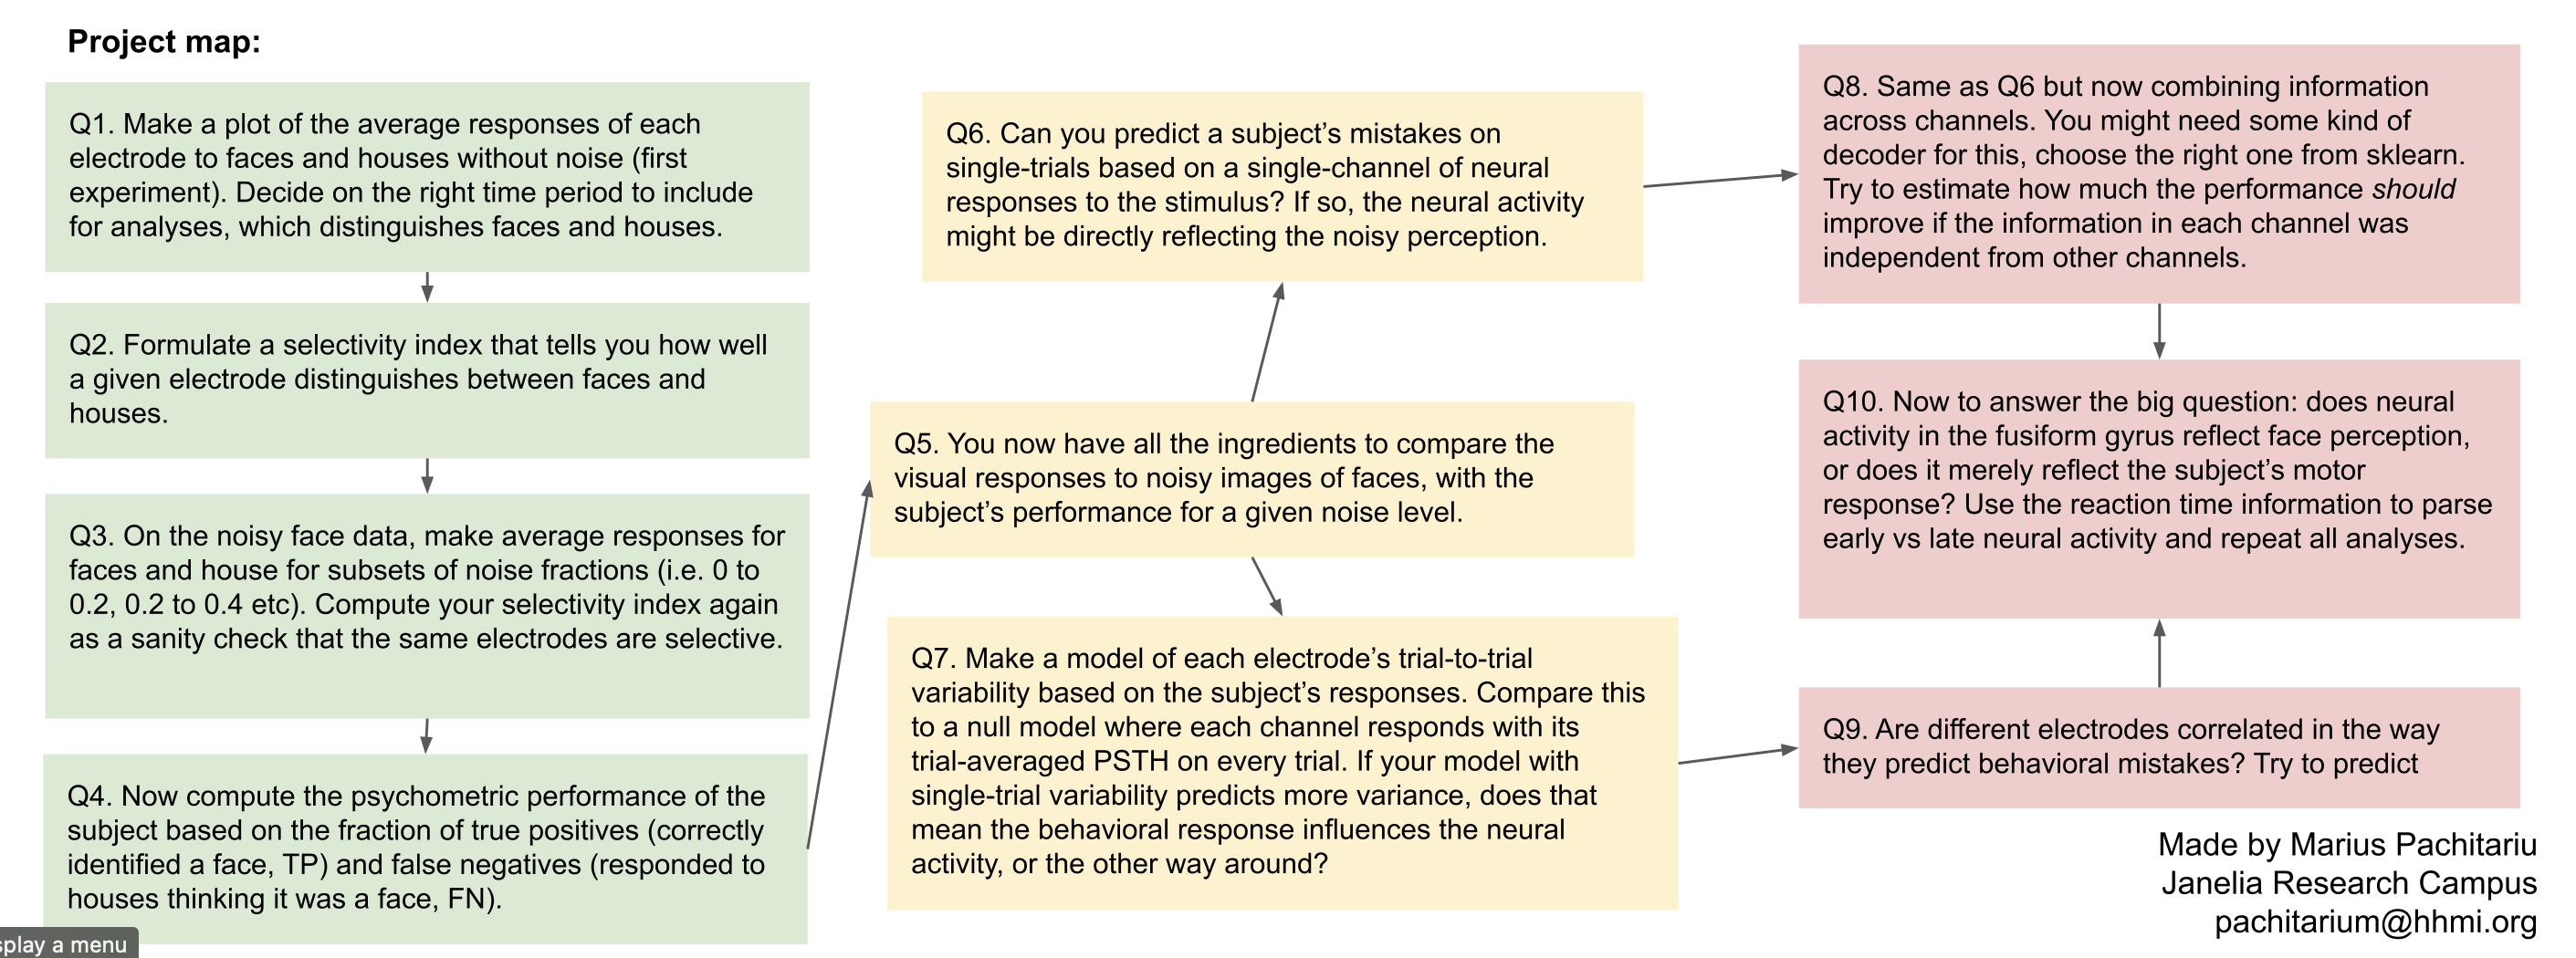 Project map:
Q1. Make a plot of the average responses of each
electrode to faces and houses without noise (first
experiment). Decide on the right time period to include
for analyses, which distinguishes faces and houses.
Q2. Formulate a selectivity index that tells you how well
a given electrode distinguishes between faces and
houses.
Q3. On the noisy face data, make average responses for
faces and house for subsets of noise fractions (i.e. 0 to
0.2, 0.2 to 0.4 etc). Compute your selectivity index again
as a sanity check that the same electrodes are selective.
Q4. Now compute the psychometric performance of the
subject based on the fraction of true positives (correctly
identified a face, TP) and false negatives (responded to
houses thinking it was a face, FN).
Q5. You now have all the ingredients to compare the
visual responses to noisy images of faces, with the
subject’s performance for a given noise level.
Q6. Can you predict a subject’s mistakes on
single-trials based on a single-channel of neural
responses to the stimulus? If so, the neural activity
might be directly reflecting the noisy perception.
Q7. Make a model of each electrode’s trial-to-trial
variability based on the subject’s responses. Compare this
to a null model where each channel responds with its
trial-averaged PSTH on every trial. If your model with
single-trial variability predicts more variance, does that
mean the behavioral response influences the neural
activity, or the other way around?
Q8. Same as Q6 but now combining information
across channels. You might need some kind of
decoder for this, choose the right one from sklearn.
Try to estimate how much the performance should
improve if the information in each channel was
independent from other channels.
Q10. Now to answer the big question: does neural
activity in the fusiform gyrus reflect face perception,
or does it merely reflect the subject’s motor
response? Use the reaction time information to parse
early vs late neural activity and repeat all analyses.
Q9. Are different electrodes correlated in the way
they predict behavioral mistakes? Try to predict
Made by Marius Pachitariu
Janelia Research Campus
pachitarium@hhmi.org
splay a menu